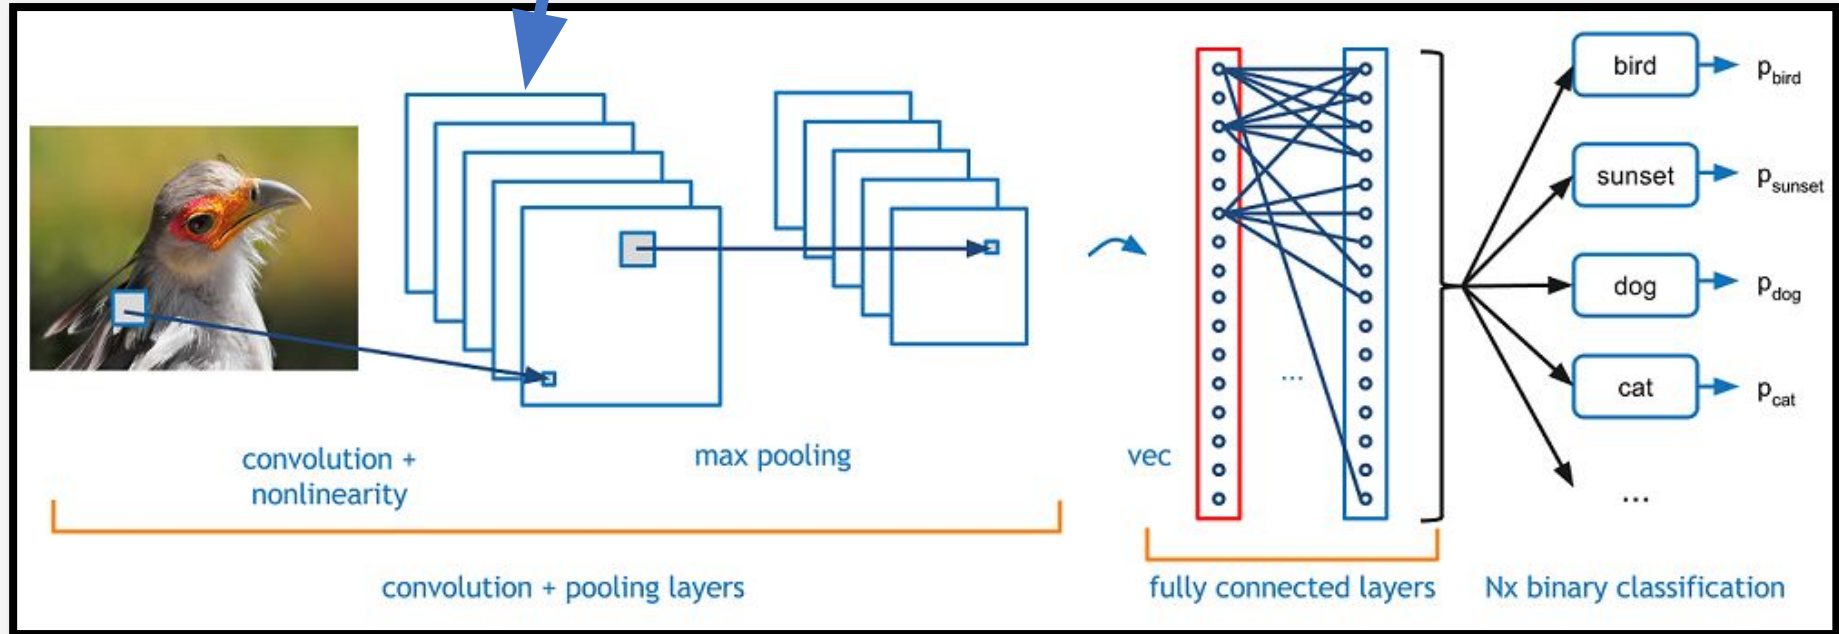 bird
p_bird
sunset
p_sunset
dog
p_dog
cat
p_cat
...
...
convolution +
nonlinearity
max pooling
vec
convolution + pooling layers
fully connected layers
Nx binary classification